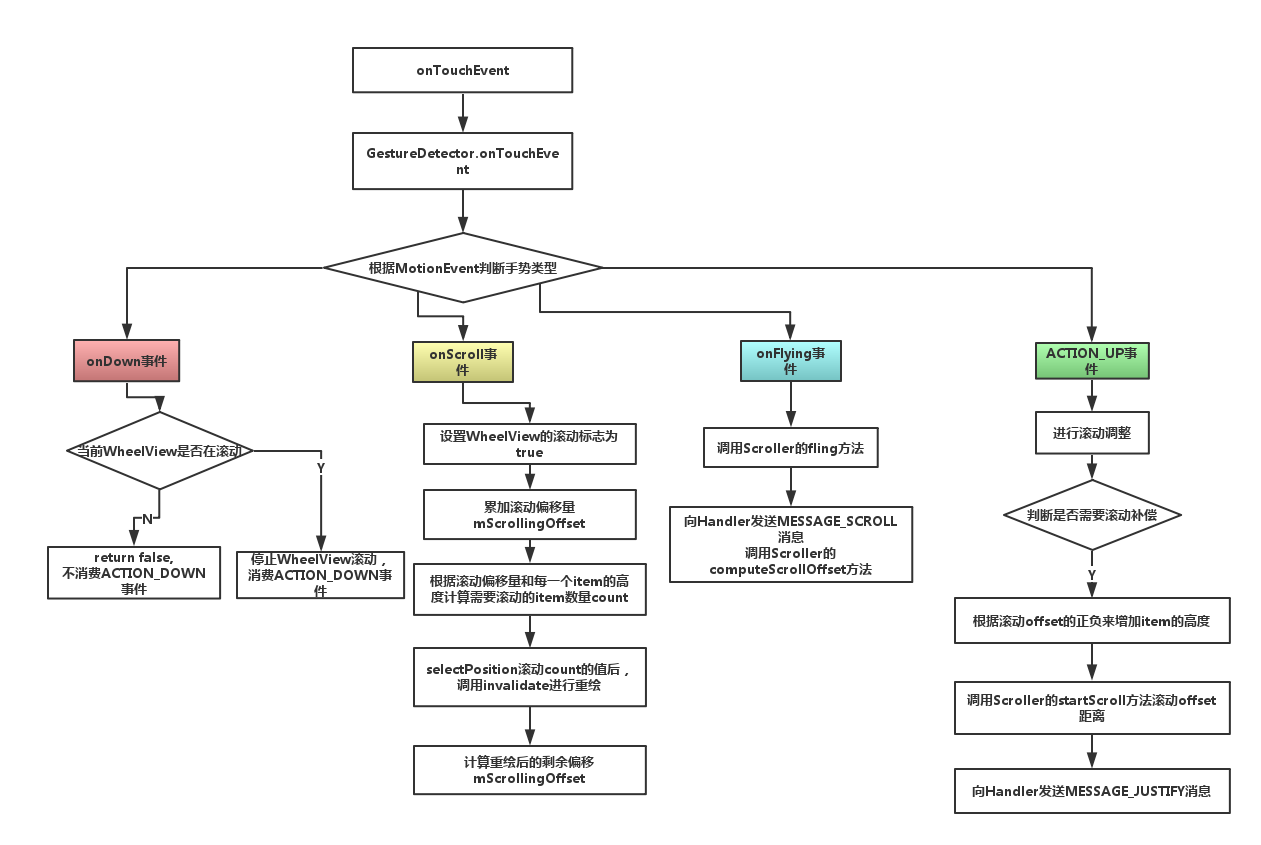 onTouchEvent
GestureDetector.onTouchEve
nt
根据MotionEvent判断手势类型
onDown事件
onScroll事
件
onFlying事
件
ACTION_UP事
件
当前WheelView是否在滚动
Y
N
return false,
不消费ACTION_DOWN
事件
停止WheelView滚动，
消费ACTION_DOWN事
件
设置WheelView的滚动标志为
true
累加滚动偏移量
mScrollingOffset
根据滚动偏移量和每一个item的高
度计算需要滚动的item数量count
selectPosition滚动count的值后，
调用invalidate进行重绘
计算重绘后的剩余偏移
mScrollingOffset
调用Scroller的fling方法
向Handler发送MESSAGE_SCROLL
消息
调用Scroller的
computeScrollOffset方法
进行滚动调整
判断是否需要滚动补偿
Y
根据滚动offset的正负来增加item的高度
调用Scroller的startScroll方法滚动offset
距离
向Handler发送MESSAGE_JUSTIFY消息